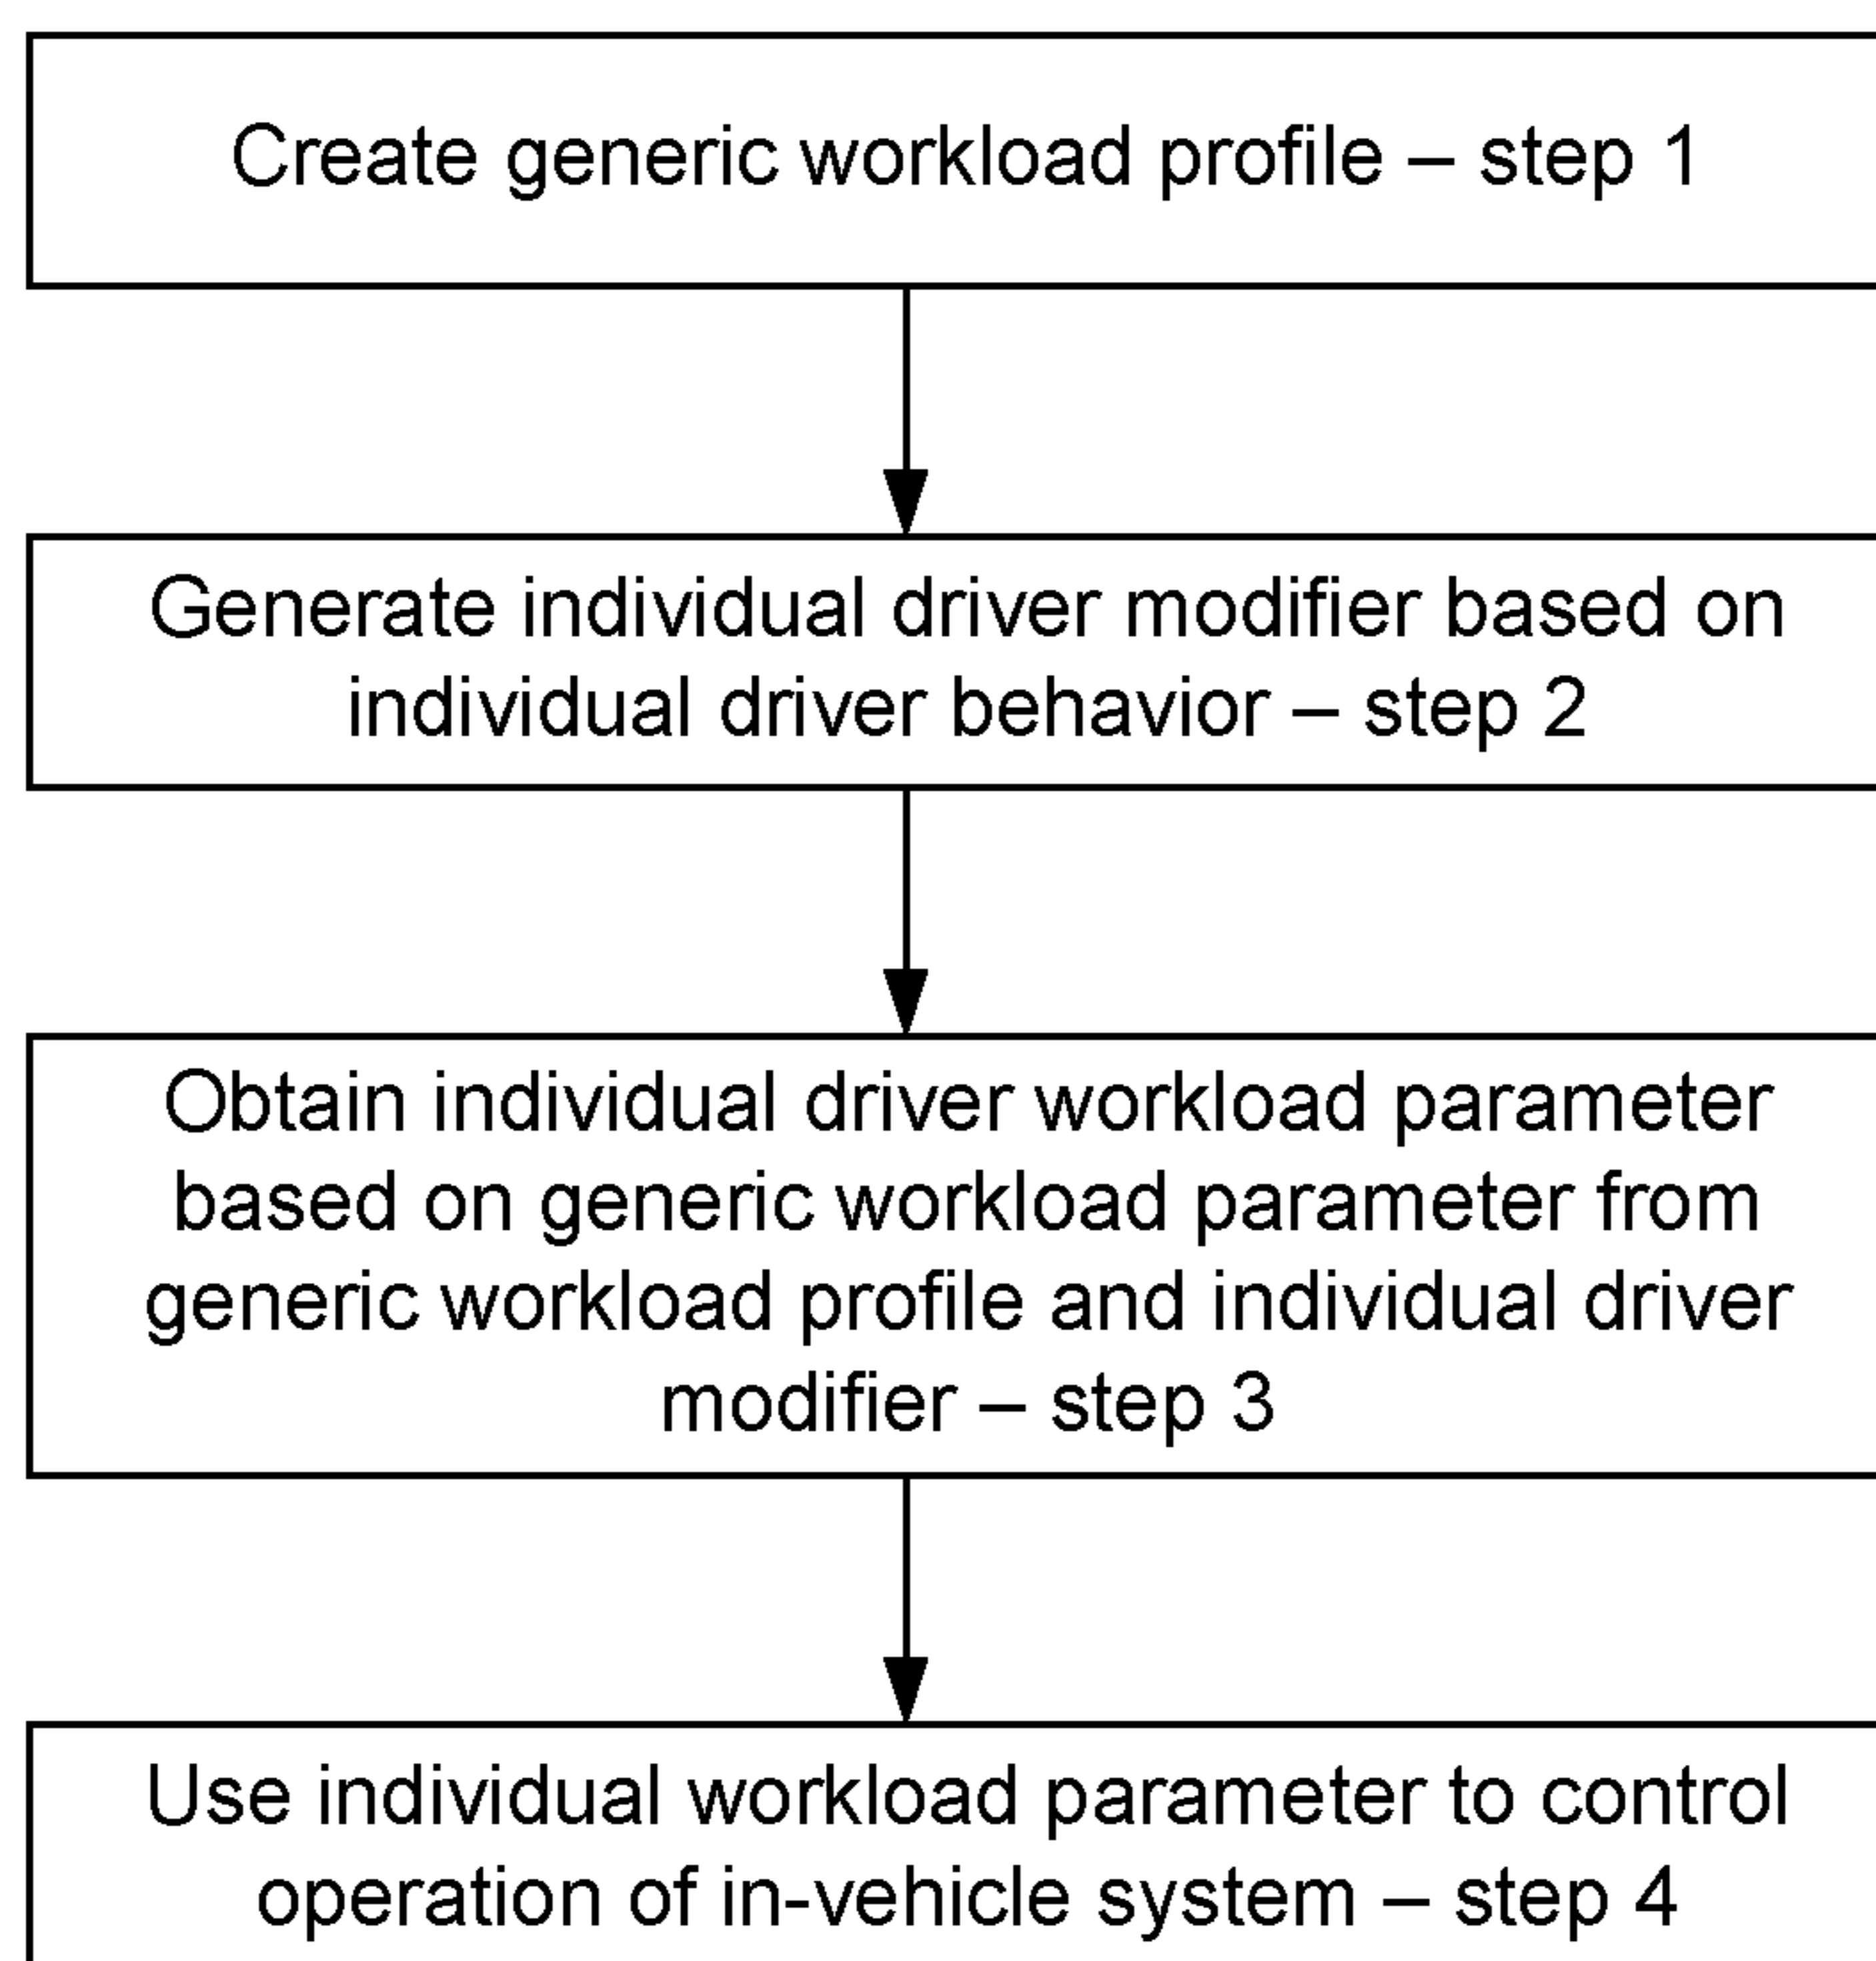 Create generic workload profile – step 1
Generate individual driver modifier based on
individual driver behavior – step 2
Obtain individual driver workload parameter
based on generic workload parameter from
generic workload profile and individual driver
modifier – step 3
Use individual workload parameter to control
operation of in-vehicle system – step 4